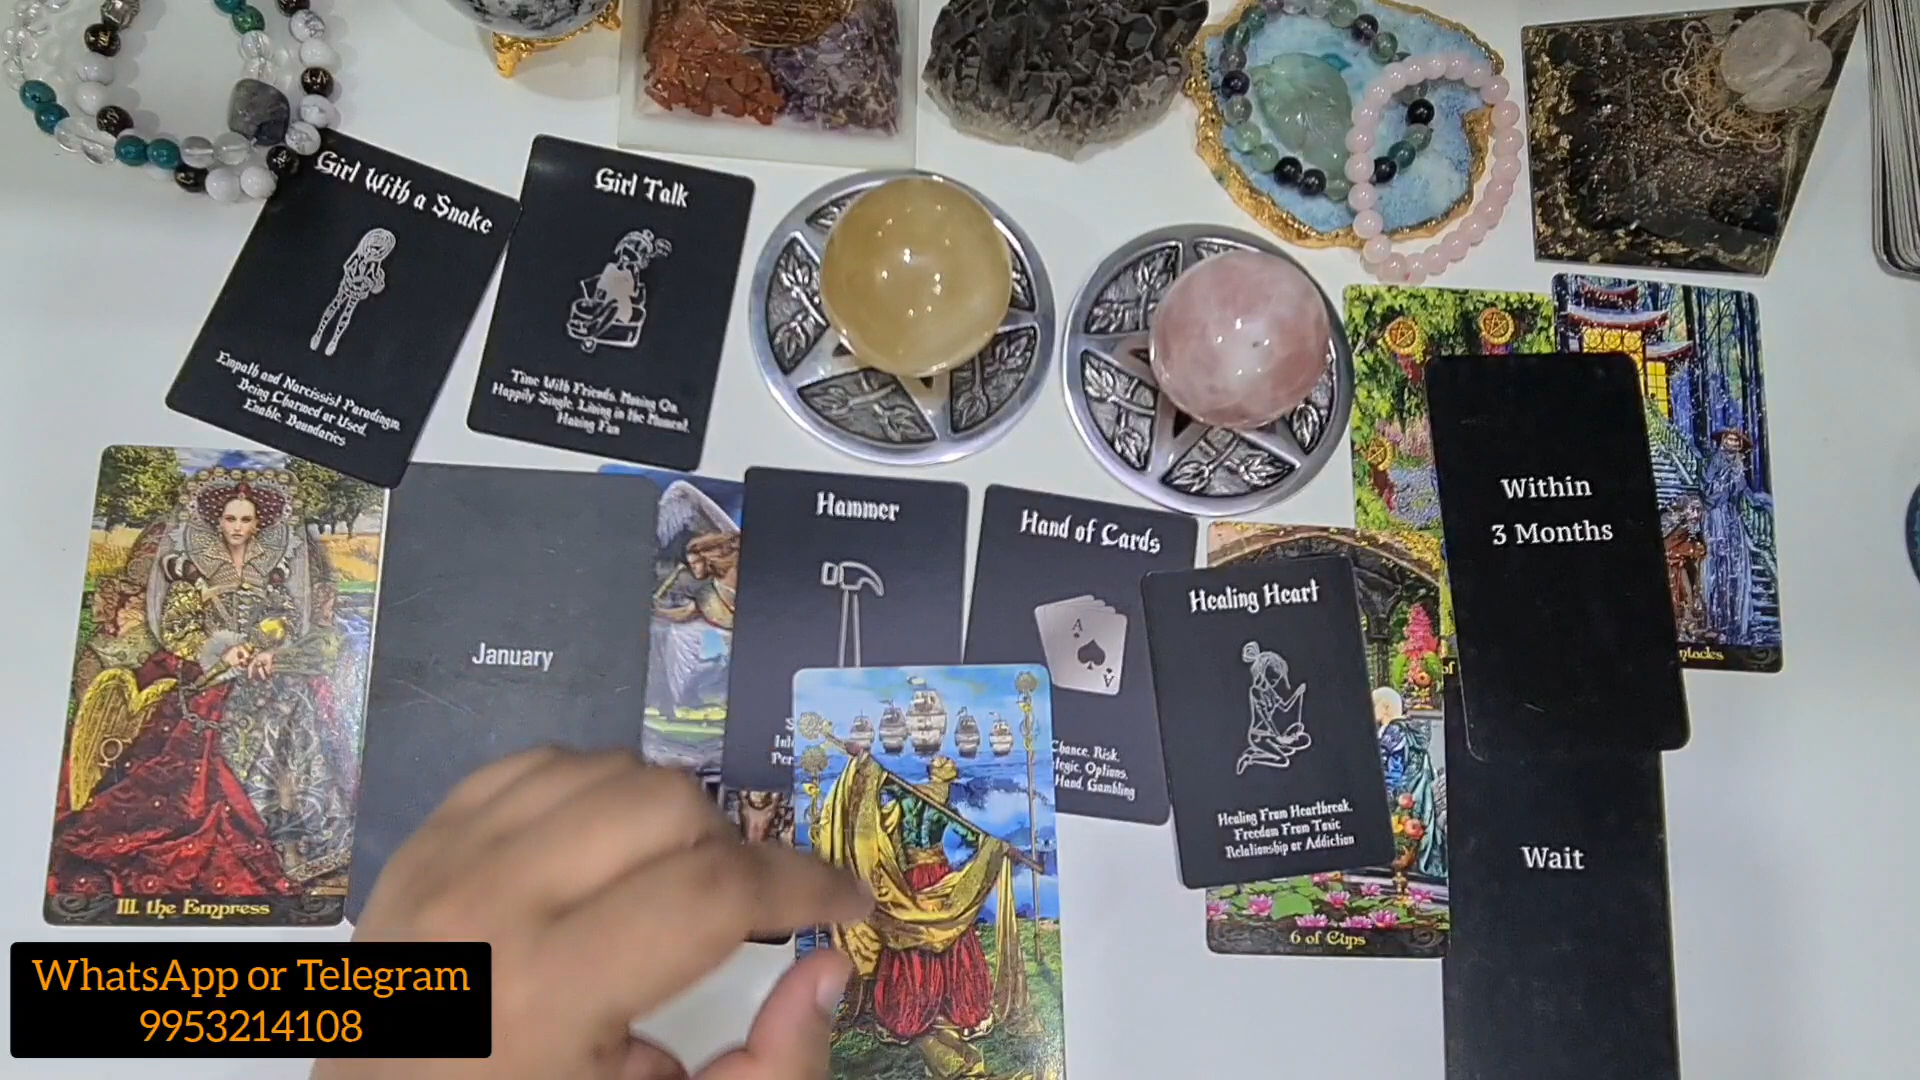 Girl With a Snake
Empath and Narcissist Paradingm.
Being Charmed or Used.
Enable. Boundaries
Girl Talk
Time With Friends. Moving On.
Happily Single. Living in the Moment.
Having Fun
III. the Empress
January
Hammer
Hand of Cards
A
A
Chance, Risk,
Options,
Hand, Gambling
Healing Heart
Healing From Heartbreak.
Freedom From Toxic
Relationship or Addiction
6 of Cups
Within
3 Months
Wait
WhatsApp or Telegram
9953214108